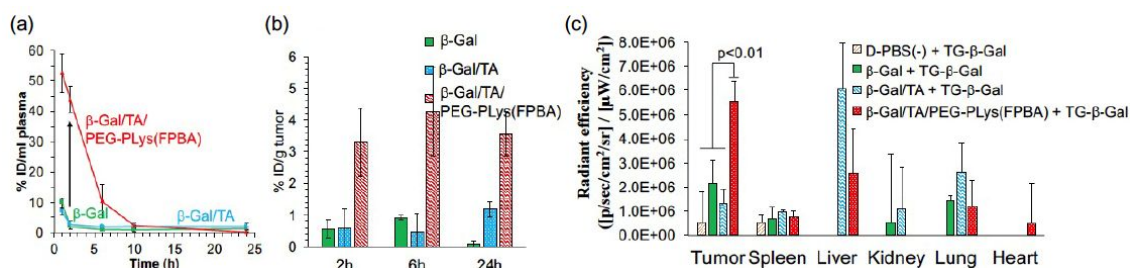 (a)
% ID/ml plasma
60
50
40
30
20
10
0
β-Gal/TA/
PEG-PLys(FPBA)
β-Gal
β-Gal/TA
0 5 10 15 20 25
Time (h)
(b)
% ID/g tumor
6
5
4
3
2
1
0
β-Gal
β-Gal/TA
β-Gal/TA/
PEG-PLys(FPBA)
2h 6h 24h
(c)
Radiant efficiency
([p/sec/cm²/sr] / [μW/cm²])
8.0E+06
7.0E+06
6.0E+06
5.0E+06
4.0E+06
3.0E+06
2.0E+06
1.0E+06
0.0E+00
p<0.01
D-PBS(-) + TG-β-Gal
β-Gal + TG-β-Gal
β-Gal/TA + TG-β-Gal
β-Gal/TA/PEG-PLys(FPBA) + TG-β-Gal
Tumor Spleen Liver Kidney Lung Heart